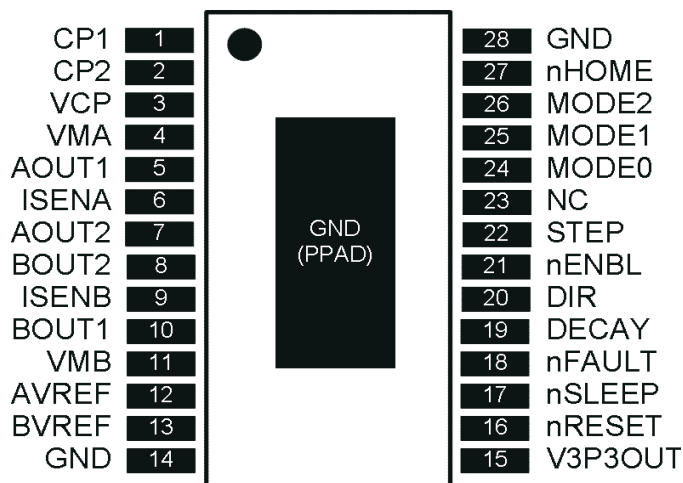 CP1 1 28 GND
CP2 2 27 nHOME
VCP 3 26 MODE2
VMA 4 25 MODE1
AOUT1 5 24 MODE0
ISENA 6 23 NC
AOUT2 7 GND 22 STEP
BOUT2 8 (PPAD) 21 nENBL
ISENB 9 20 DIR
BOUT1 10 19 DECAY
VMB 11 18 nFAULT
AVREF 12 17 nSLEEP
BVREF 13 16 nRESET
GND 14 15 V3P3OUT